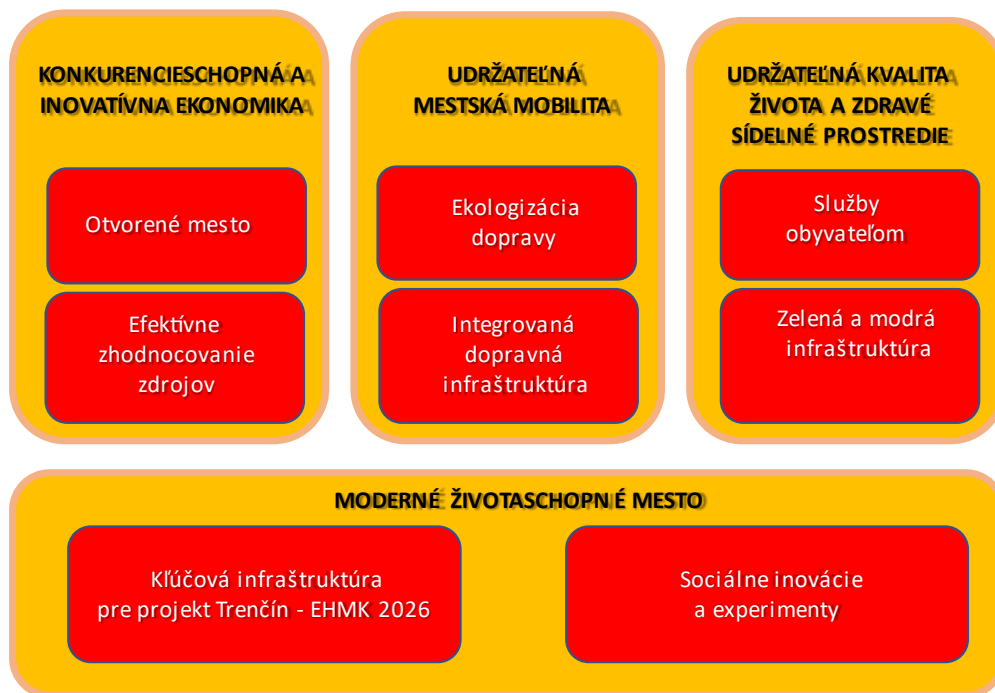 KONKURENCIESCHOPNÁ A
INOVATÍVNA EKONOMIKA
Otvorené mesto
Efektívne
zhodnocovanie
zdrojov
UDRŽATEĽNÁ
MESTSKÁ MOBILITA
Ekologizácia
dopravy
Integrovaná
dopravná
infraštruktúra
UDRŽATEĽNÁ KVALITA
ŽIVOTA A ZDRAVÉ
SÍDELNÉ PROSTREDIE
Služby
obyvateľom
Zelená a modrá
infraštruktúra
MODERNÉ ŽIVOTASCHOPNÉ MESTO
Kľúčová infraštruktúra
pre projekt Trenčín - EHMK 2026
Sociálne inovácie
a experimenty